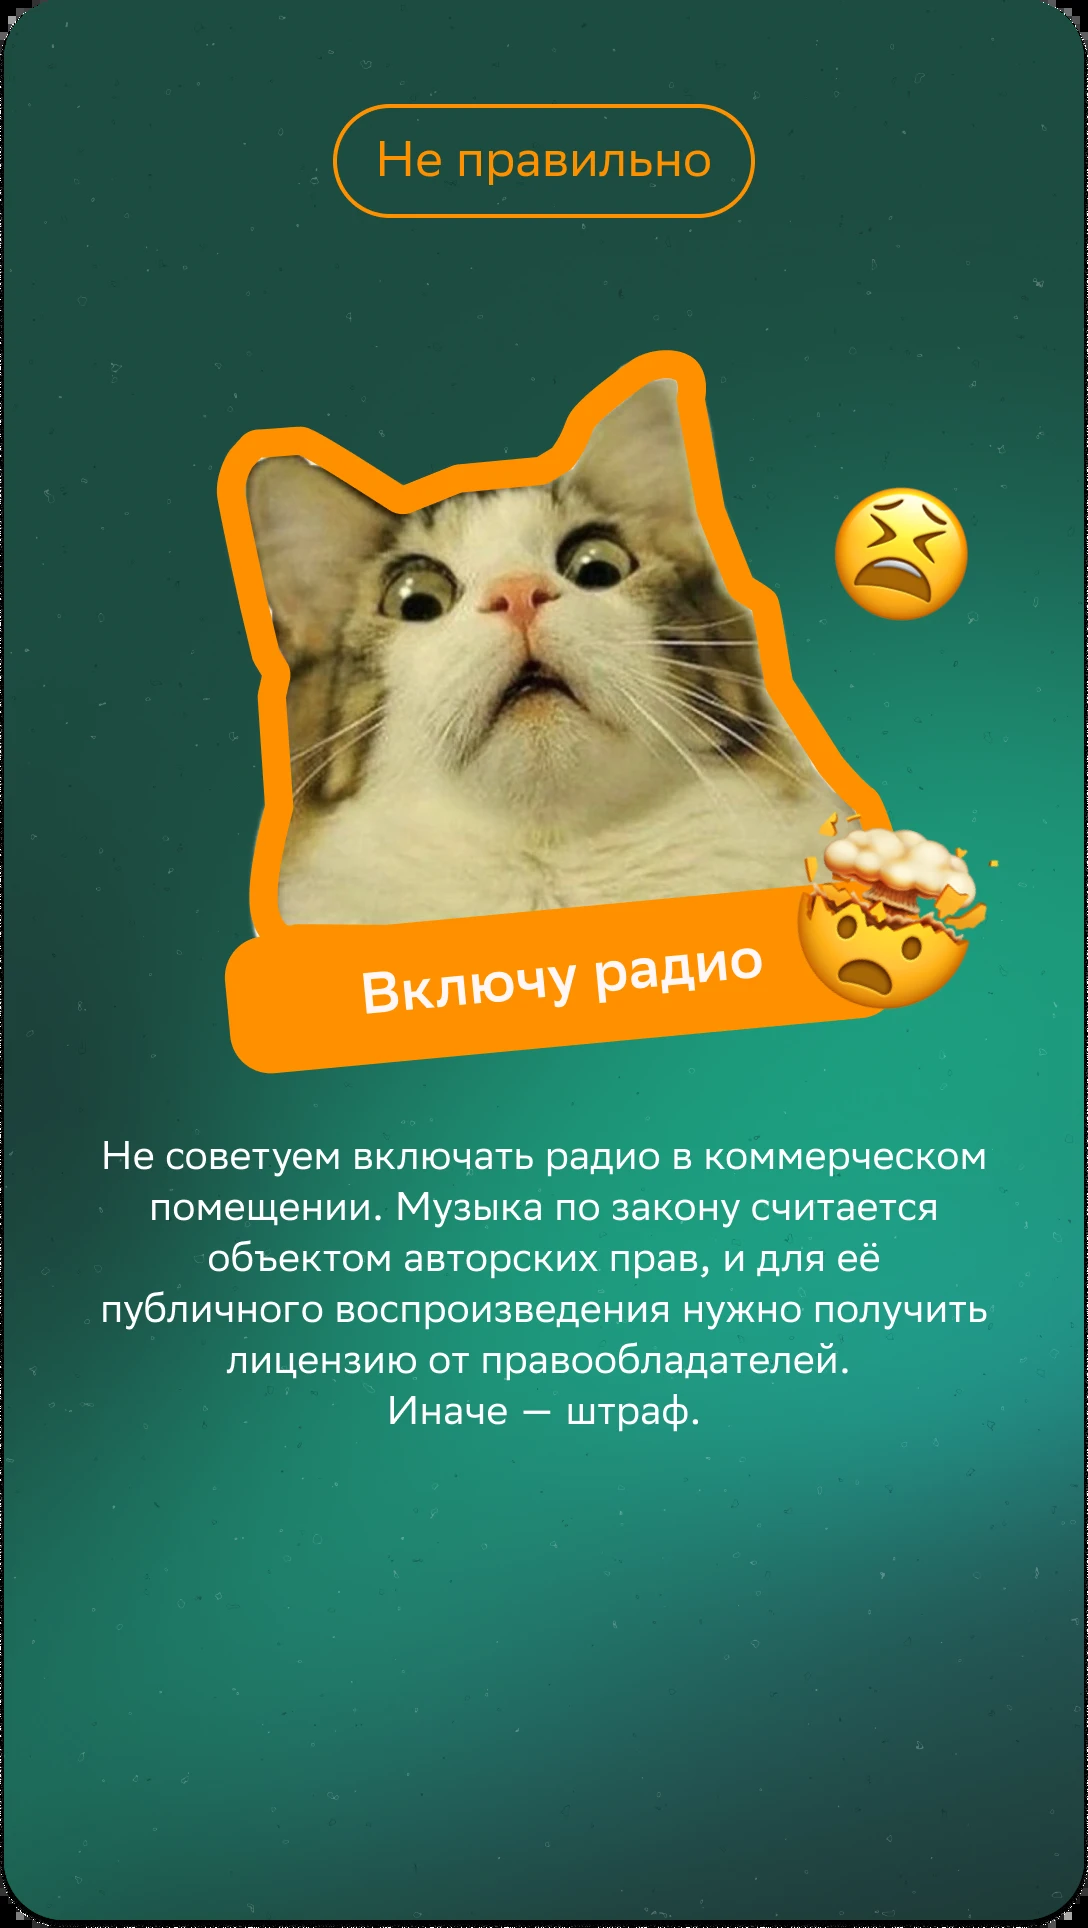 Не правильно
Включу радио
Не советуем включать радио в коммерческом
помещении. Музыка по закону считается
объектом авторских прав, и для её
публичного воспроизведения нужно получить
лицензию от правообладателей.
Иначе — штраф.